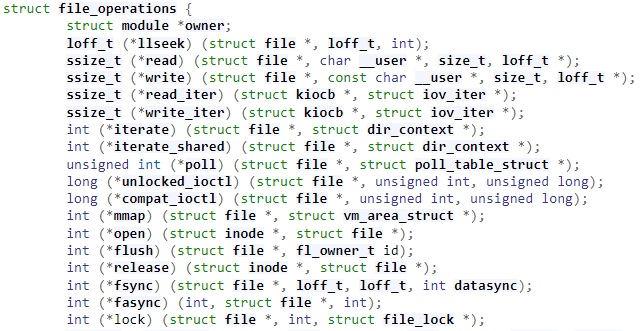 struct file_operations {
struct module *owner;
loff_t (*llseek) (struct file *, loff_t, int);
ssize_t (*read) (struct file *, char __user *, size_t, loff_t *);
ssize_t (*write) (struct file *, const char __user *, size_t, loff_t *);
ssize_t (*read_iter) (struct kiocb *, struct iov_iter *);
ssize_t (*write_iter) (struct kiocb *, struct iov_iter *);
int (*iterate) (struct file *, struct dir_context *);
int (*iterate_shared) (struct file *, struct dir_context *);
unsigned int (*poll) (struct file *, struct poll_table_struct *);
long (*unlocked_ioctl) (struct file *, unsigned int, unsigned long);
long (*compat_ioctl) (struct file *, unsigned int, unsigned long);
int (*mmap) (struct file *, struct vm_area_struct *);
int (*open) (struct inode *, struct file *);
int (*flush) (struct file *, fl_owner_t id);
int (*release) (struct inode *, struct file *);
int (*fsync) (struct file *, loff_t, loff_t, int datasync);
int (*fasync) (int, struct file *, int);
int (*lock) (struct file *, int, struct file_lock *);